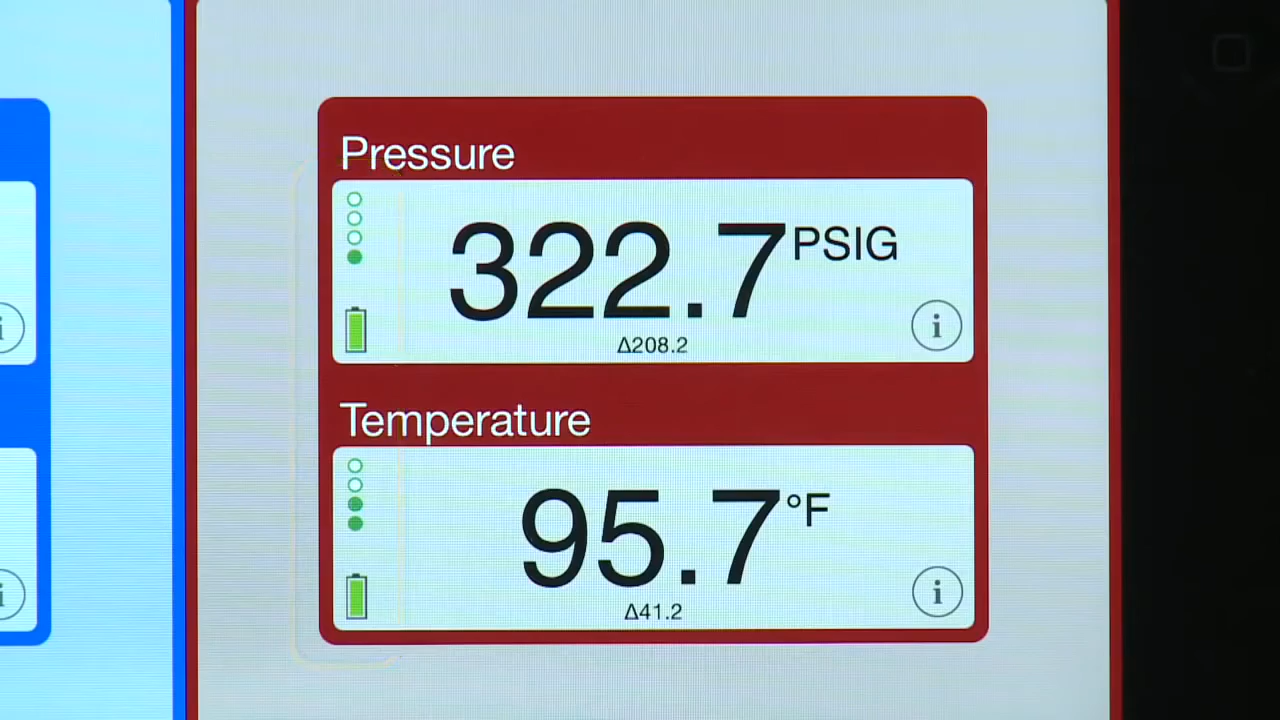 Pressure
322.7 PSIG
Δ208.2
i
i
Temperature
95.7 °F
Δ41.2
i
i